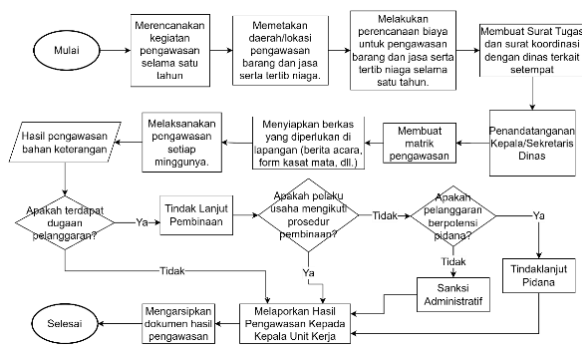 Mulai
Merencanakan
kegiatan
pengawasan
selama satu
tahun
Memetakan
daerah/lokasi
pengawasan
barang dan jasa
serta tertib niaga.
Melakukan
perencanaan biaya
untuk pengawasan
barang dan jasa serta
tertib niaga selama
satu tahun.
Membuat Surat Tugas
dan surat koordinasi
dengan dinas terkait
setempat
Penandatanganan
Kepala/Sekretaris
Dinas
Membuat
matrik
pengawasan
Menyiapkan berkas
yang diperlukan di
lapangan (berita acara,
form kasat mata, dll.)
Melaksanakan
pengawasan
setiap
minggunya.
Hasil pengawasan
bahan keterangan
Apakah terdapat
dugaan
pelanggaran?
Ya
Tindak Lanjut
Pembinaan
Apakah pelaku
usaha mengikuti
prosedur
pembinaan?
Tidak
Apakah
pelanggaran
berpotensi
pidana?
Ya
Tidak
Ya
Tidak
Tindaklanjut
Pidana
Sanksi
Administratif
Melaporkan Hasil
Pengawasan Kepada
Kepala Unit Kerja
Mengarsipkan
dokumen hasil
pengawasan
Selesai